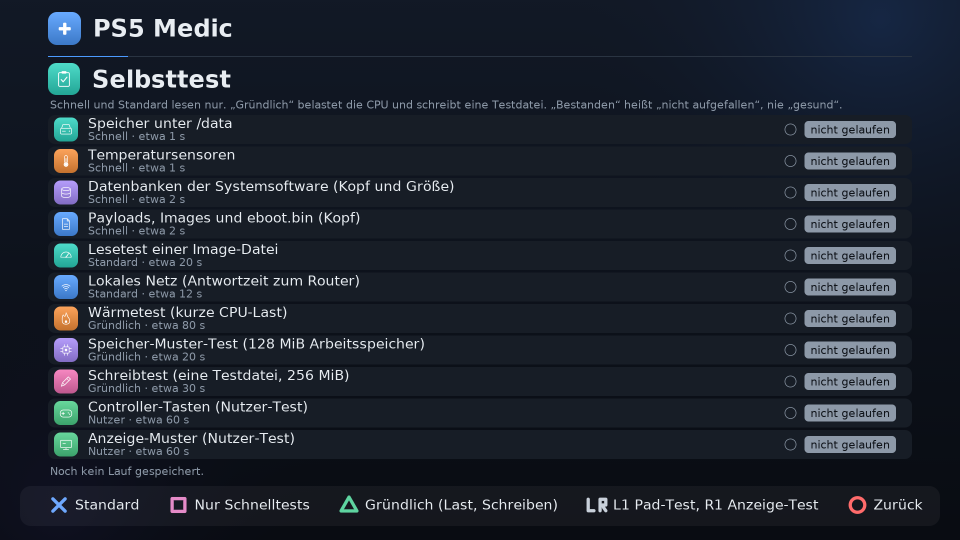 PS5 Medic
Selbsttest
Schnell und Standard lesen nur. „Gründlich“ belastet die CPU und schreibt eine Testdatei. „Bestanden“ heißt „nicht aufgefallen“, nie „gesund“.
Speicher unter /data
nicht gelaufen
Schnell · etwa 1 s
Temperatursensoren
nicht gelaufen
Schnell · etwa 1 s
Datenbanken der Systemsoftware (Kopf und Größe)
nicht gelaufen
Schnell · etwa 2 s
Payloads, Images und eboot.bin (Kopf)
nicht gelaufen
Schnell · etwa 2 s
Lesetest einer Image-Datei
nicht gelaufen
Standard · etwa 20 s
Lokales Netz (Antwortzeit zum Router)
nicht gelaufen
Standard · etwa 12 s
Wärmetest (kurze CPU-Last)
nicht gelaufen
Gründlich · etwa 80 s
Speicher-Muster-Test (128 MiB Arbeitsspeicher)
nicht gelaufen
Gründlich · etwa 20 s
Schreibtest (eine Testdatei, 256 MiB)
nicht gelaufen
Gründlich · etwa 30 s
Controller-Tasten (Nutzer-Test)
nicht gelaufen
Nutzer · etwa 60 s
Anzeige-Muster (Nutzer-Test)
nicht gelaufen
Nutzer · etwa 60 s
Noch kein Lauf gespeichert.
Standard Nur Schnelltests Gründlich (Last, Schreiben) LR L1 Pad-Test, R1 Anzeige-Test Zurück